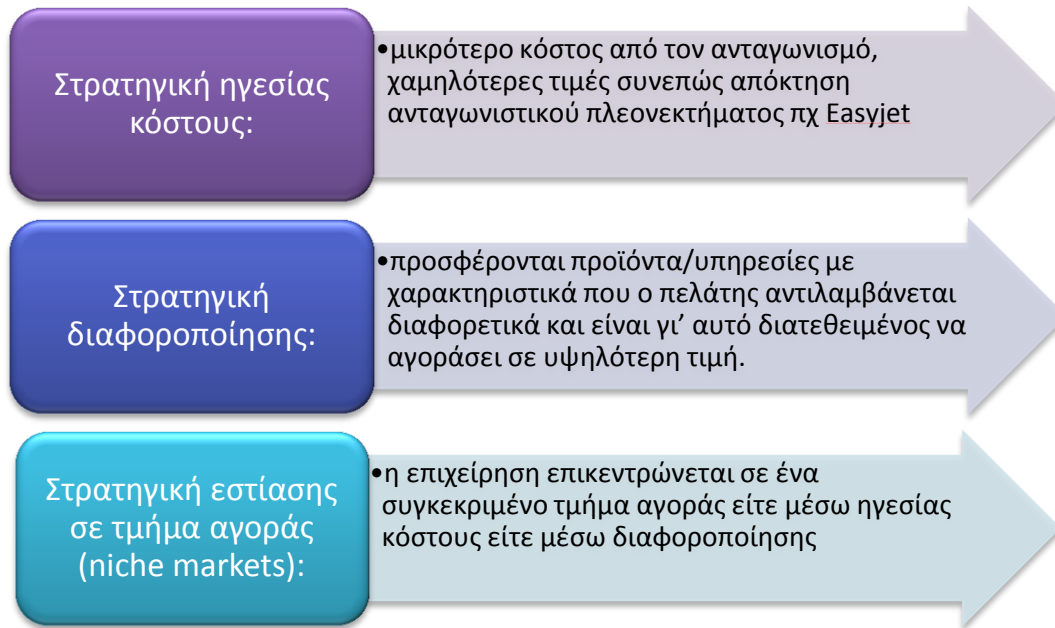 Στρατηγική ηγεσίας
κόστους:
•μικρότερο κόστος από τον ανταγωνισμό,
χαμηλότερες τιμές συνεπώς απόκτηση
ανταγωνιστικού πλεονεκτήματος πχ Easyjet
Στρατηγική
διαφοροποίησης:
•προσφέρονται προϊόντα/υπηρεσίες με
χαρακτηριστικά που ο πελάτης αντιλαμβάνεται
διαφορετικά και είναι γι’ αυτό διατεθειμένος να
αγοράσει σε υψηλότερη τιμή.
Στρατηγική εστίασης
σε τμήμα αγοράς
(niche markets):
•η επιχείρηση επικεντρώνεται σε ένα
συγκεκριμένο τμήμα αγοράς είτε μέσω ηγεσίας
κόστους είτε μέσω διαφοροποίησης